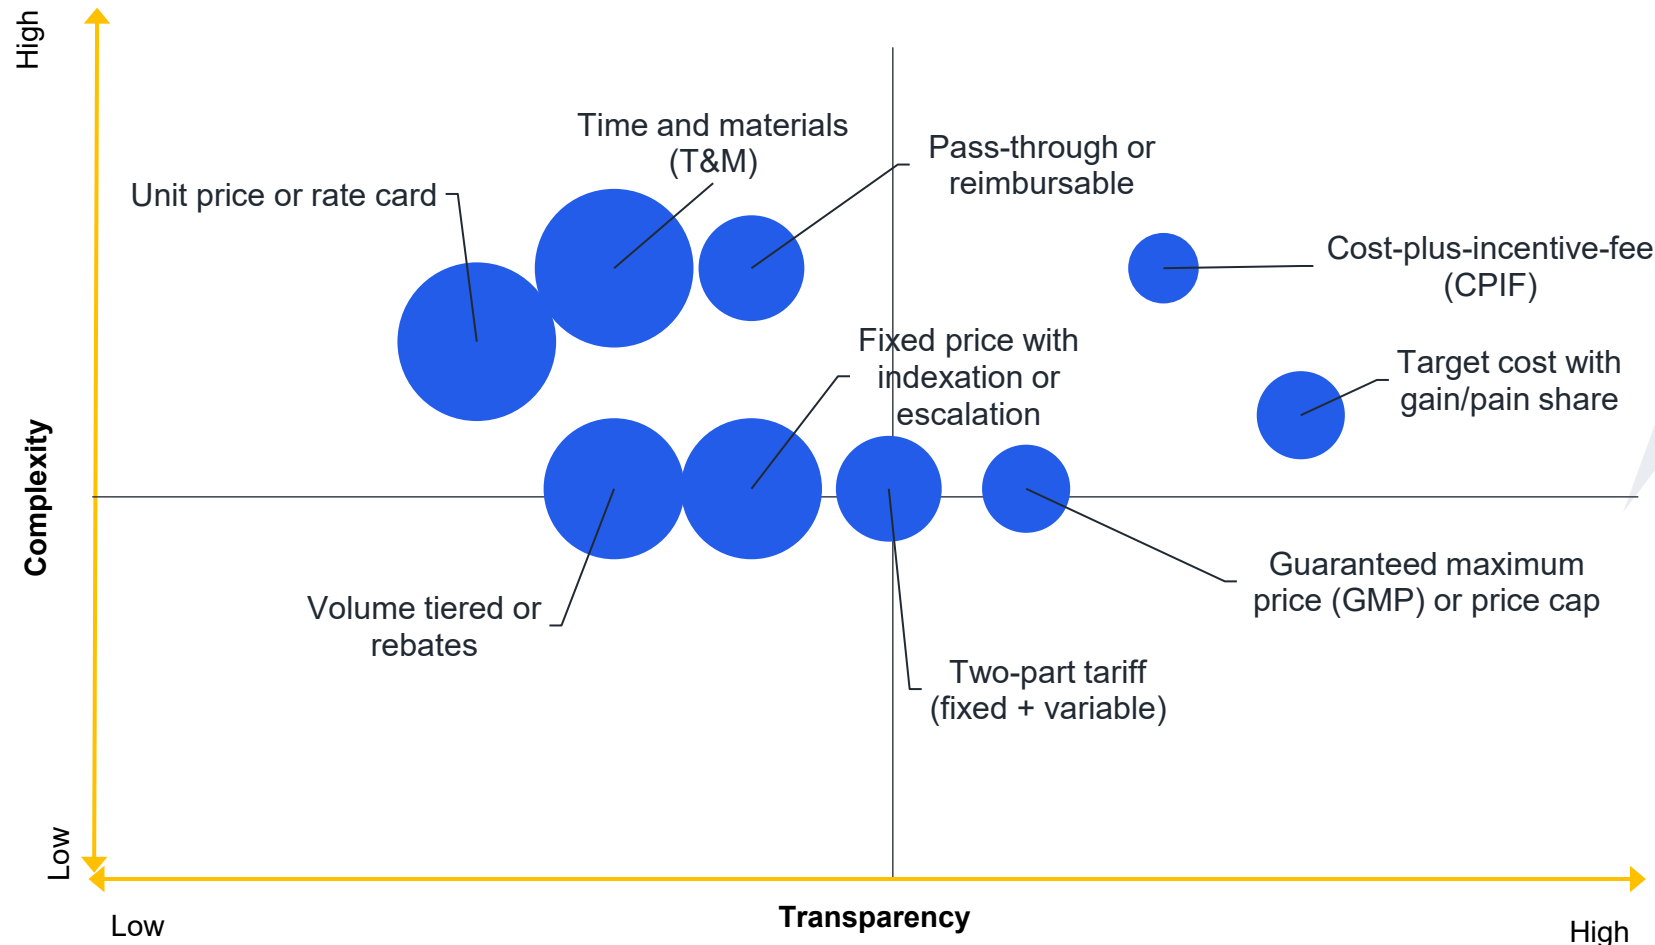 High
Time and materials
(T&M)
Pass-through or
reimbursable
Unit price or rate card
Cost-plus-incentive-fee
(CPIF)
Fixed price with
indexation or
escalation
Target cost with
gain/pain share
Complexity
Guaranteed maximum
price (GMP) or price cap
Volume tiered or
rebates
Two-part tariff
(fixed + variable)
Low
Low
Transparency
High